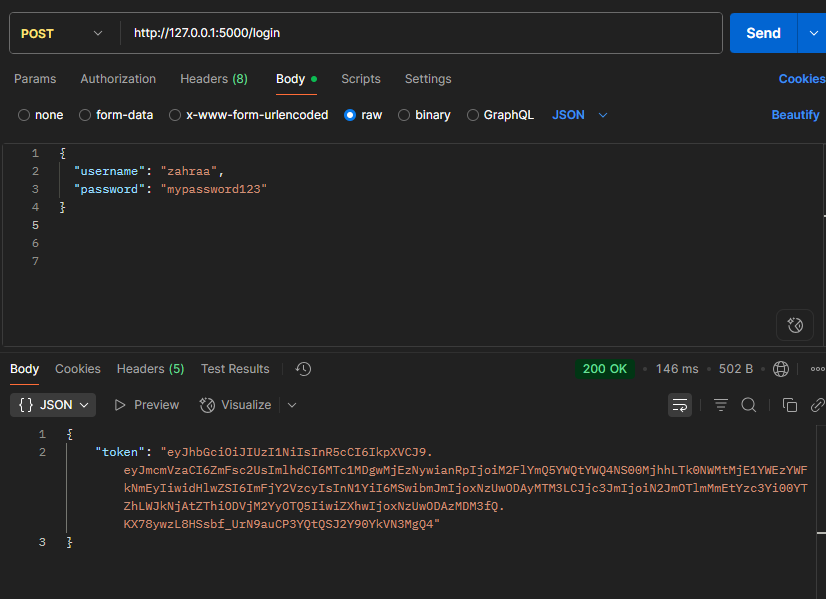 POST http://127.0.0.1:5000/login Send
Params Authorization Headers (8) Body Scripts Settings Cookies
none form-data x-www-form-urlencoded raw binary GraphQL JSON Beautify
1 {
2 "username": "zahraa",
3 "password": "mypassword123"
4 }
5
6
7
Body Cookies Headers (5) Test Results 200 OK • 146 ms • 502 B •
{} JSON Preview Visualize
1 {
2 "token": "eyJhbGciOiJIUzI1NiIsInR5cCI6IkpXVCJ9.
eyJmcmVzaCI6ZmFsc2UsImlhdCI6MTc1MDgwMjEzNywianRpIjoiM2FlYmQ5YWQtYWQ4NS00MjhhLTk0NWMtMjE1YWEzYWF
kNmEyIiwidHlwZSI6ImFjY2VzcyIsInN1YiI6MSwibmJmIjoxNzUwODAyMTM3LCJjc3JmIjoiN2JmOTlmMmEtYzc3Yi00YT
ZhLWJkNjAtZThiODVjM2YyOTQ5IiwiZXhwIjoxNzUwODAzMDM3fQ.
KX78ywzL8HSsbf_UrN9auCP3YQtQSJ2Y90YkVN3MgQ4"
3 }